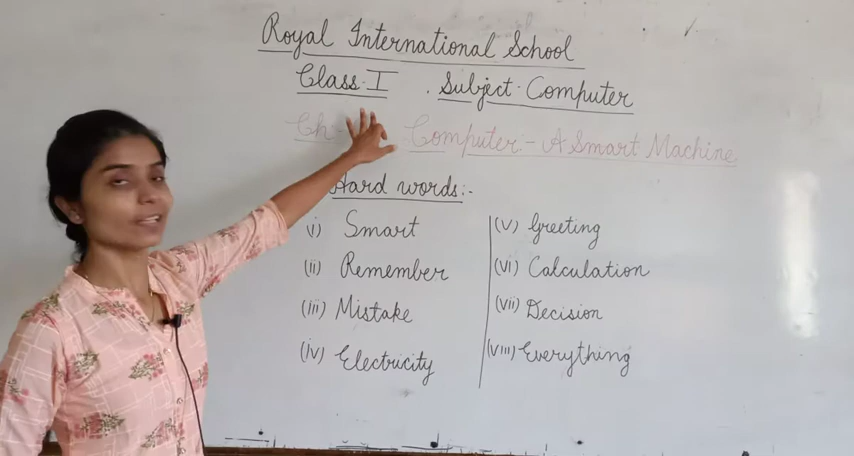 Royal International School
Class-I . Subject-Computer
Ch- Computer:- A Smart Machine
Hard words:-
(i) Smart
(ii) Remember
(iii) Mistake
(iv) Electricity
(v) Greeting
(vi) Calculation
(vii) Decision
(viii) Everything